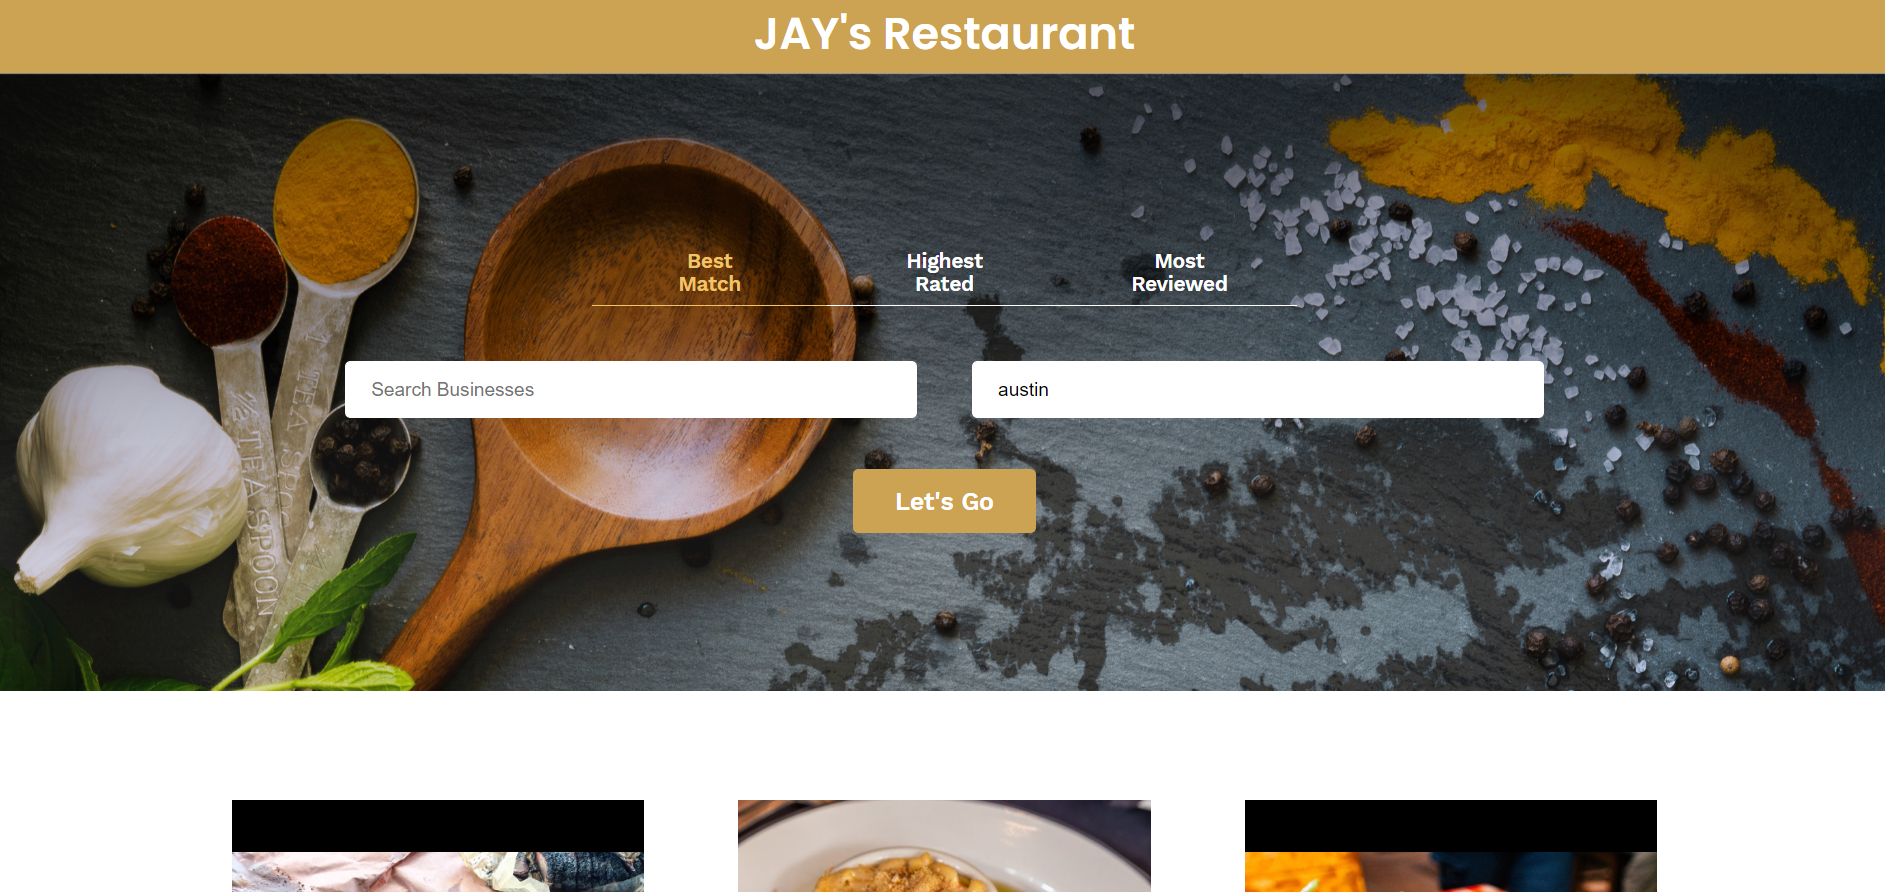 JAY's Restaurant
Best
Match
Highest
Rated
Most
Reviewed
Search Businesses
austin
Let's Go
1 TEA SPOON
½ TEA SPOON